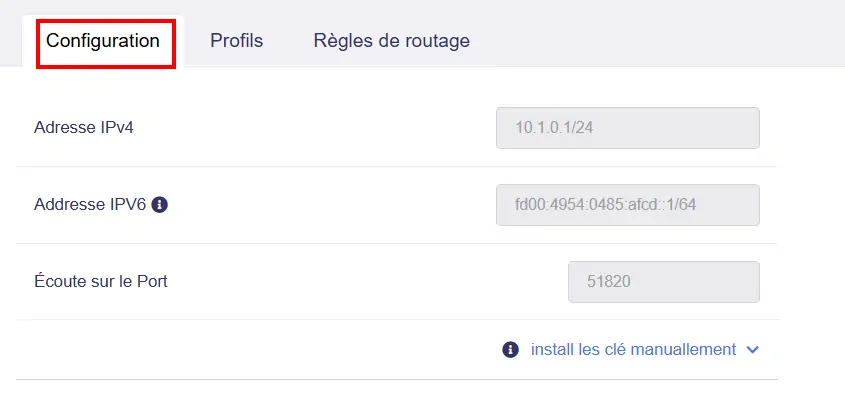 Configuration Profils Règles de routage
Adresse IPv4 10.1.0.1/24
Addresse IPV6 fd00:4954:0485:afcd::1/64
Écoute sur le Port 51820
install les clé manuallement